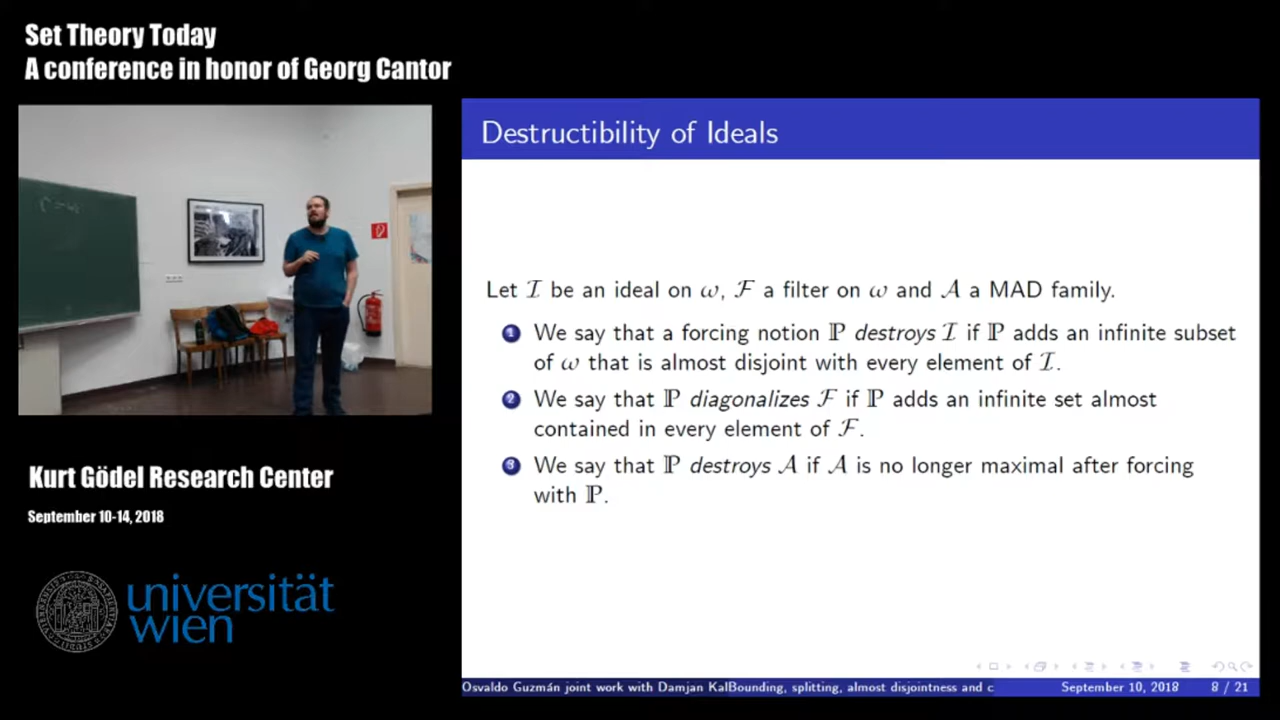 Set Theory Today
A conference in honor of Georg Cantor
Destructibility of Ideals
Let ℐ be an ideal on ω, ℱ a filter on ω and 𝒜 a MAD family.
1 We say that a forcing notion ℙ destroys ℐ if ℙ adds an infinite subset
of ω that is almost disjoint with every element of ℐ.
2 We say that ℙ diagonalizes ℱ if ℙ adds an infinite set almost
contained in every element of ℱ.
3 We say that ℙ destroys 𝒜 if 𝒜 is no longer maximal after forcing
with ℙ.
Kurt Gödel Research Center
September 10-14, 2018
universität
wien
Osvaldo Guzmán joint work with Damjan KalBounding, splitting, almost disjointness and c
September 10, 2018 8 / 21